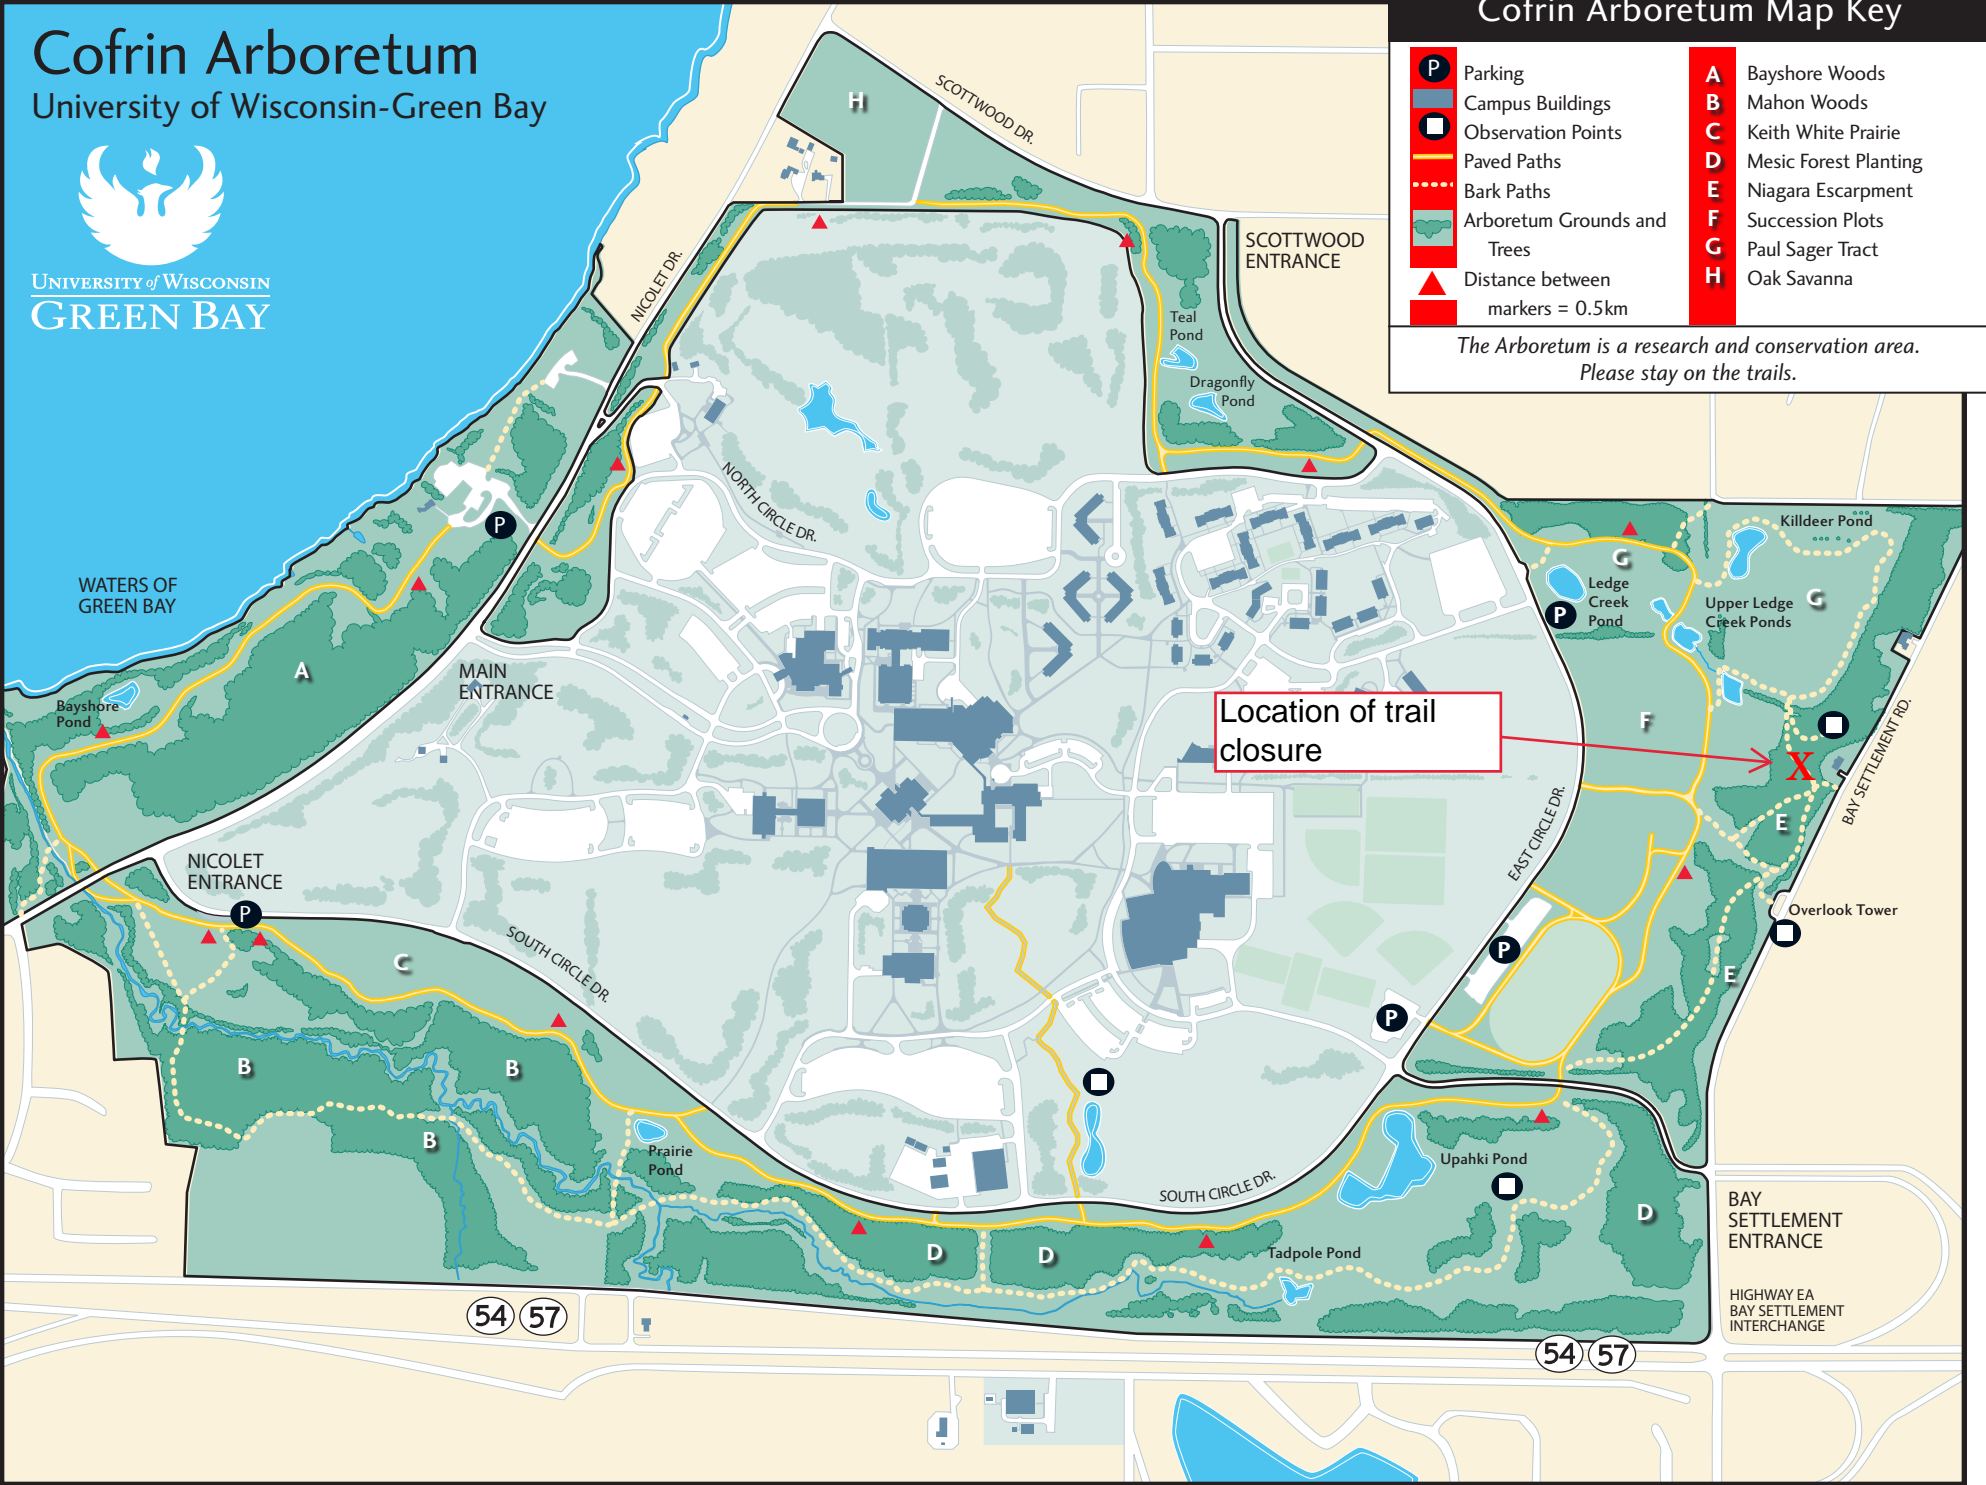 Cofrin Arboretum
University of Wisconsin-Green Bay
UNIVERSITY of WISCONSIN
GREEN BAY
Cofrin Arboretum Map Key
P
Parking
Campus Buildings
Observation Points
Paved Paths
Bark Paths
Arboretum Grounds and
Trees
Distance between
markers = 0.5km
A Bayshore Woods
B Mahon Woods
C Keith White Prairie
D Mesic Forest Planting
E Niagara Escarpment
F Succession Plots
G Paul Sager Tract
H Oak Savanna
The Arboretum is a research and conservation area.
Please stay on the trails.
H
SCOTTWOOD DR.
SCOTTWOOD
ENTRANCE
NICOLET DR.
Teal
Pond
Dragonfly
Pond
NORTH CIRCLE DR.
P
WATERS OF
GREEN BAY
Killdeer Pond
G
Ledge
Creek
Pond
P
Upper Ledge
Creek Ponds
G
A
MAIN
ENTRANCE
Bayshore
Pond
Location of trail
closure
F
X
BAY SETTLEMENT RD.
E
EAST CIRCLE DR.
NICOLET
ENTRANCE
P
Overlook Tower
SOUTH CIRCLE DR.
C
P
E
P
B
B
B
Prairie
Pond
Upahki Pond
SOUTH CIRCLE DR.
D
D
D
Tadpole Pond
BAY
SETTLEMENT
ENTRANCE
HIGHWAY EA
BAY SETTLEMENT
INTERCHANGE
54 57
54 57